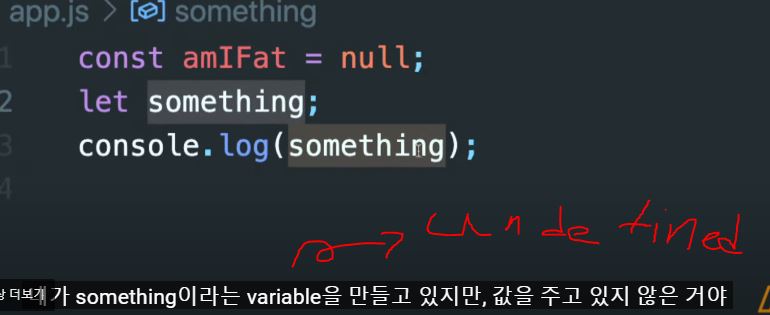 app.js > something
1 const amIFat = null;
2 let something;
3 console.log(something);
4
undefined
상 더보기 가 something이라는 variable을 만들고 있지만, 값을 주고 있지 않은 거야